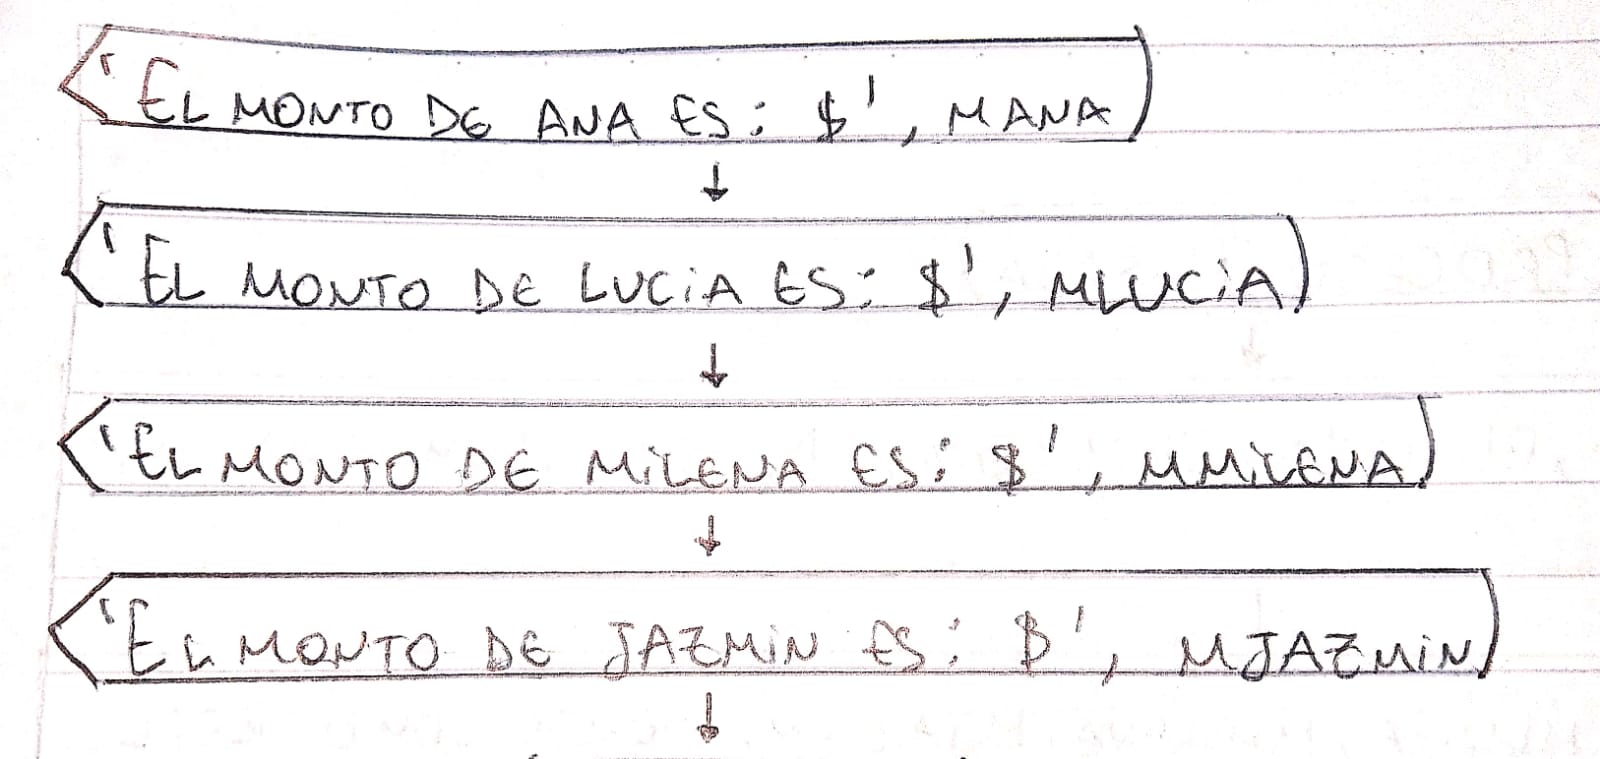 'EL MONTO DE ANA ES: $', MANA
'EL MONTO DE LUCIA ES: $', MLUCIA
'EL MONTO DE MILENA ES: $', MMILENA
'EL MONTO DE JAZMIN ES: $', MJAZMIN